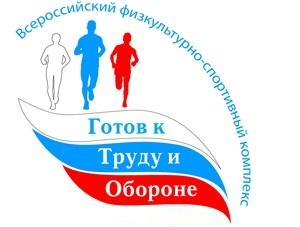 Всероссийский физкультурно-спортивный комплекс
Готов к
Труду и
Обороне